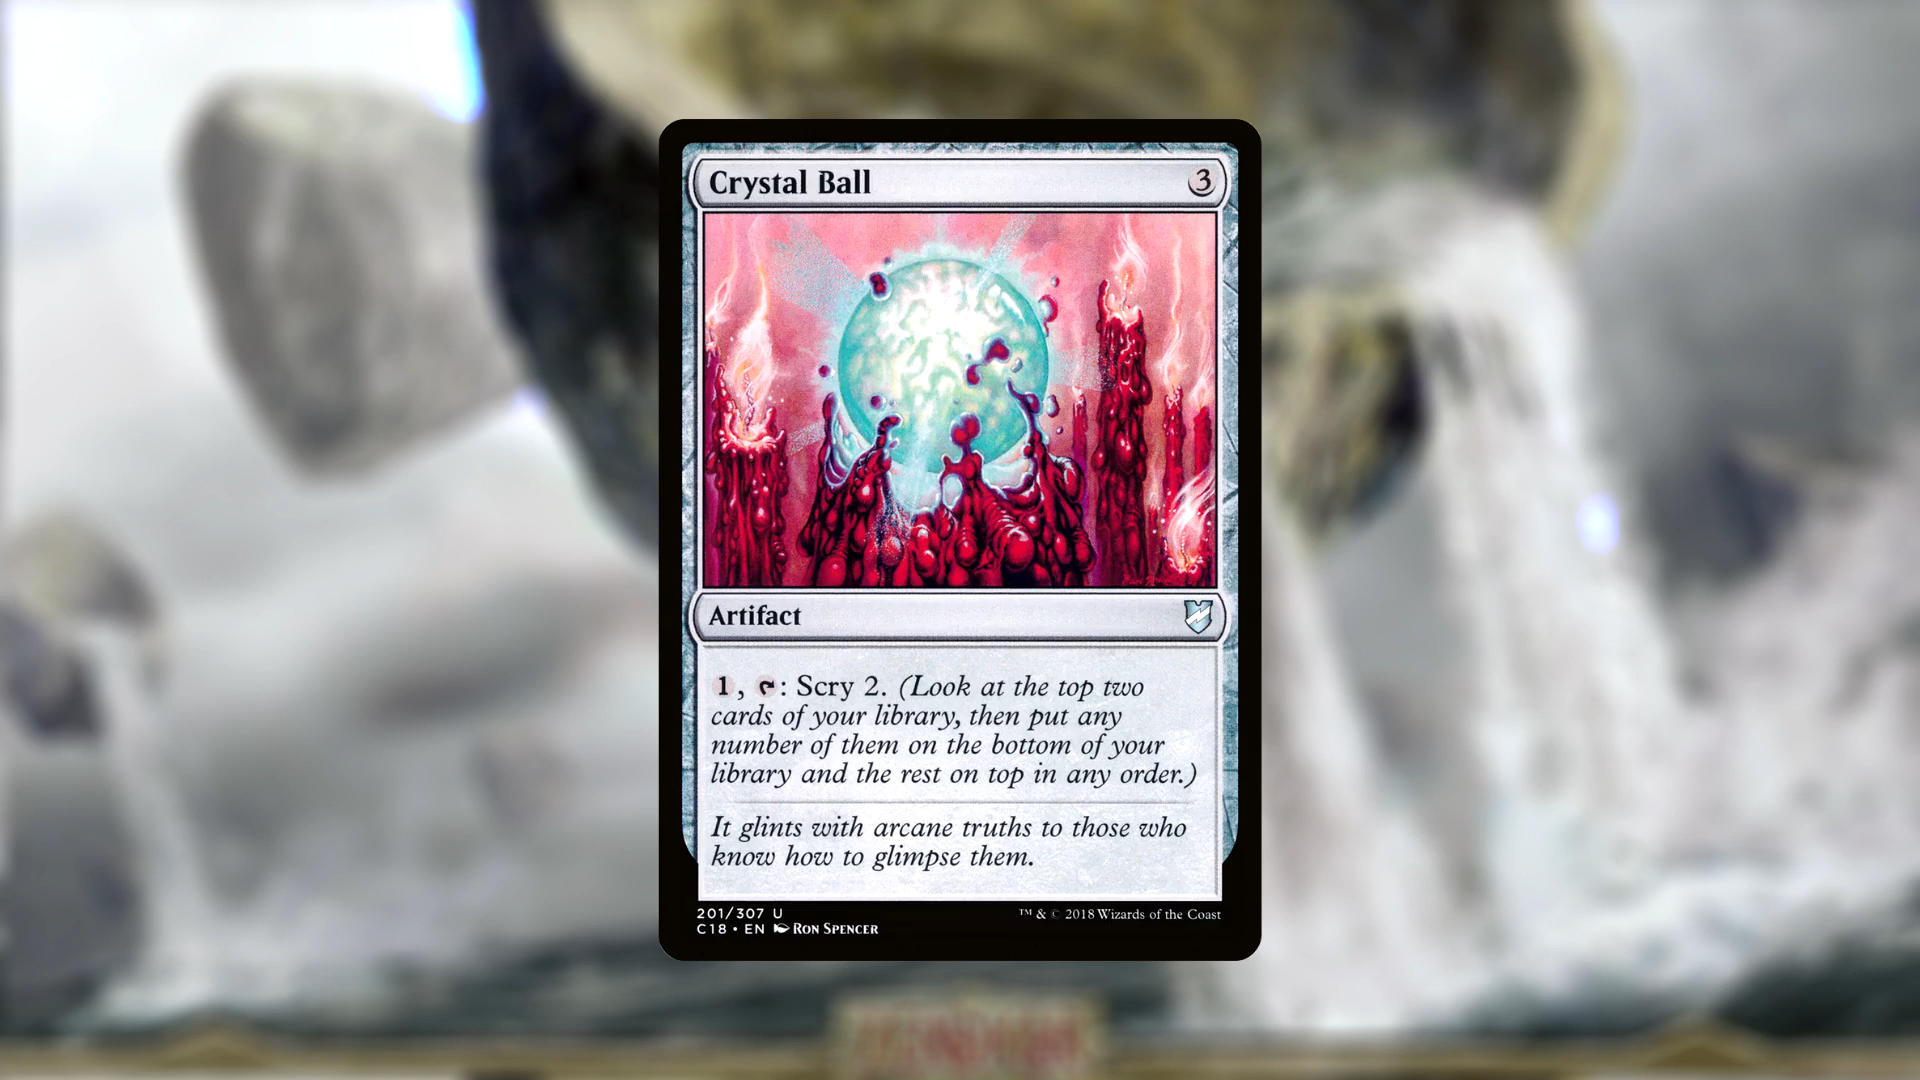 Crystal Ball 3
Artifact
1, : Scry 2. (Look at the top two
cards of your library, then put any
number of them on the bottom of your
library and the rest on top in any order.)
It glints with arcane truths to those who
know how to glimpse them.
201/307 U
C18 • EN Ron Spencer
™ & © 2018 Wizards of the Coast